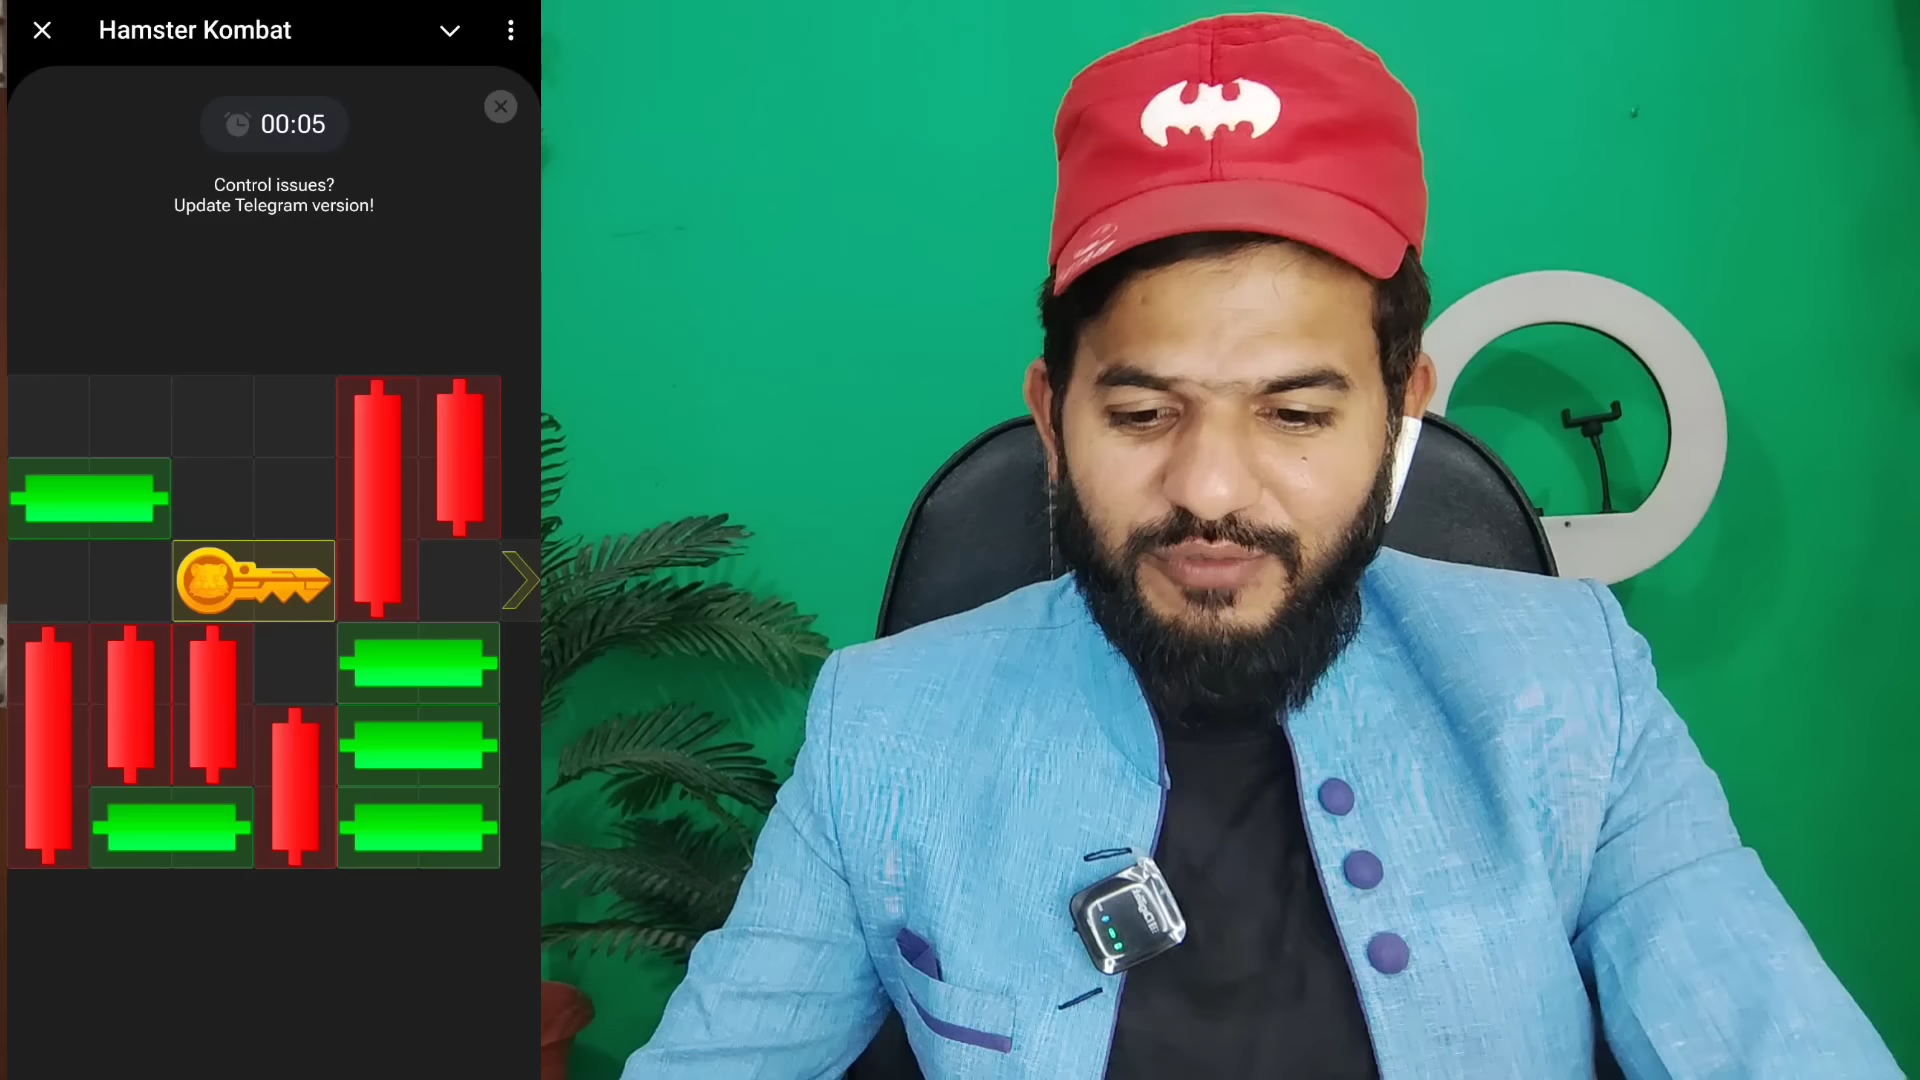 Hamster Kombat
00:05
Control issues?
Update Telegram version!